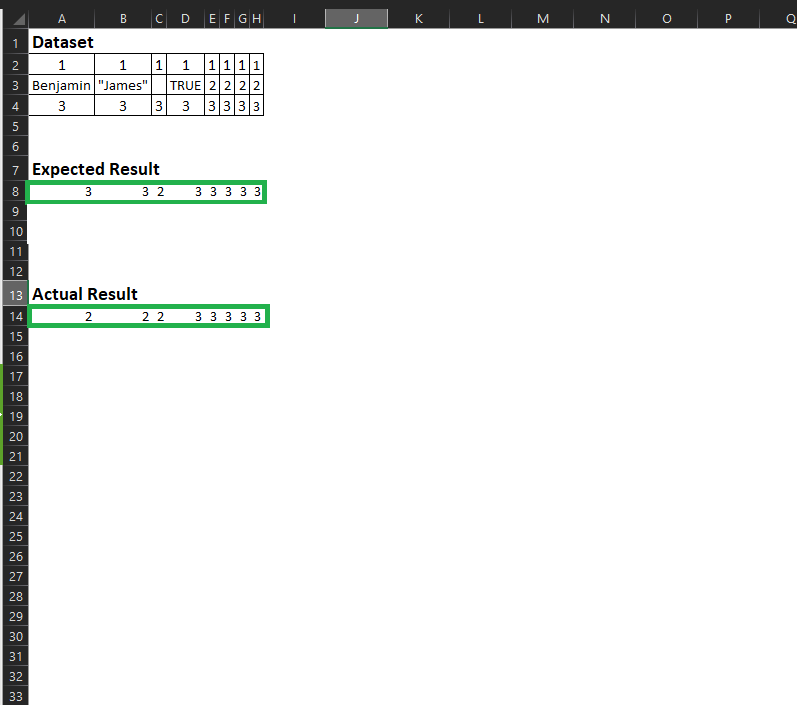 A B C D E F G H I J K L M N O P Q
1 Dataset
2 1 1 1 1 1 1 1 1
3 Benjamin "James" TRUE 2 2 2 2
4 3 3 3 3 3 3 3 3
5
6
7 Expected Result
8 3 3 2 3 3 3 3 3
9
10
11
12
13 Actual Result
14 2 2 2 3 3 3 3 3
15
16
17
18
19
20
21
22
23
24
25
26
27
28
29
30
31
32
33